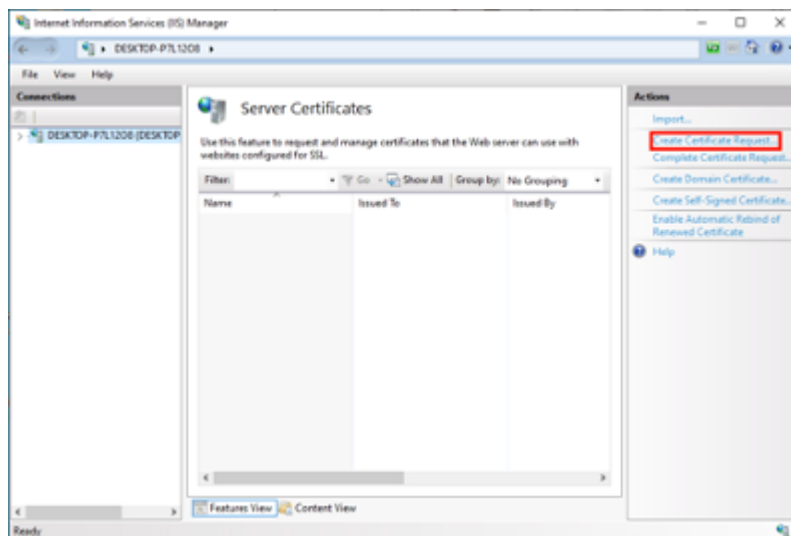 Internet Information Services (IIS) Manager
DESKTOP-P7L12O8
File View Help
Connections
DESKTOP-P7L12O8 (DESKTOP
Server Certificates
Use this feature to request and manage certificates that the Web server can use with
websites configured for SSL.
Filter: Go Show All Group by: No Grouping
Name Issued To Issued By
Features View Content View
Ready
Actions
Import...
Create Certificate Request...
Complete Certificate Request...
Create Domain Certificate...
Create Self-Signed Certificate...
Enable Automatic Rebind of
Renewed Certificate
Help